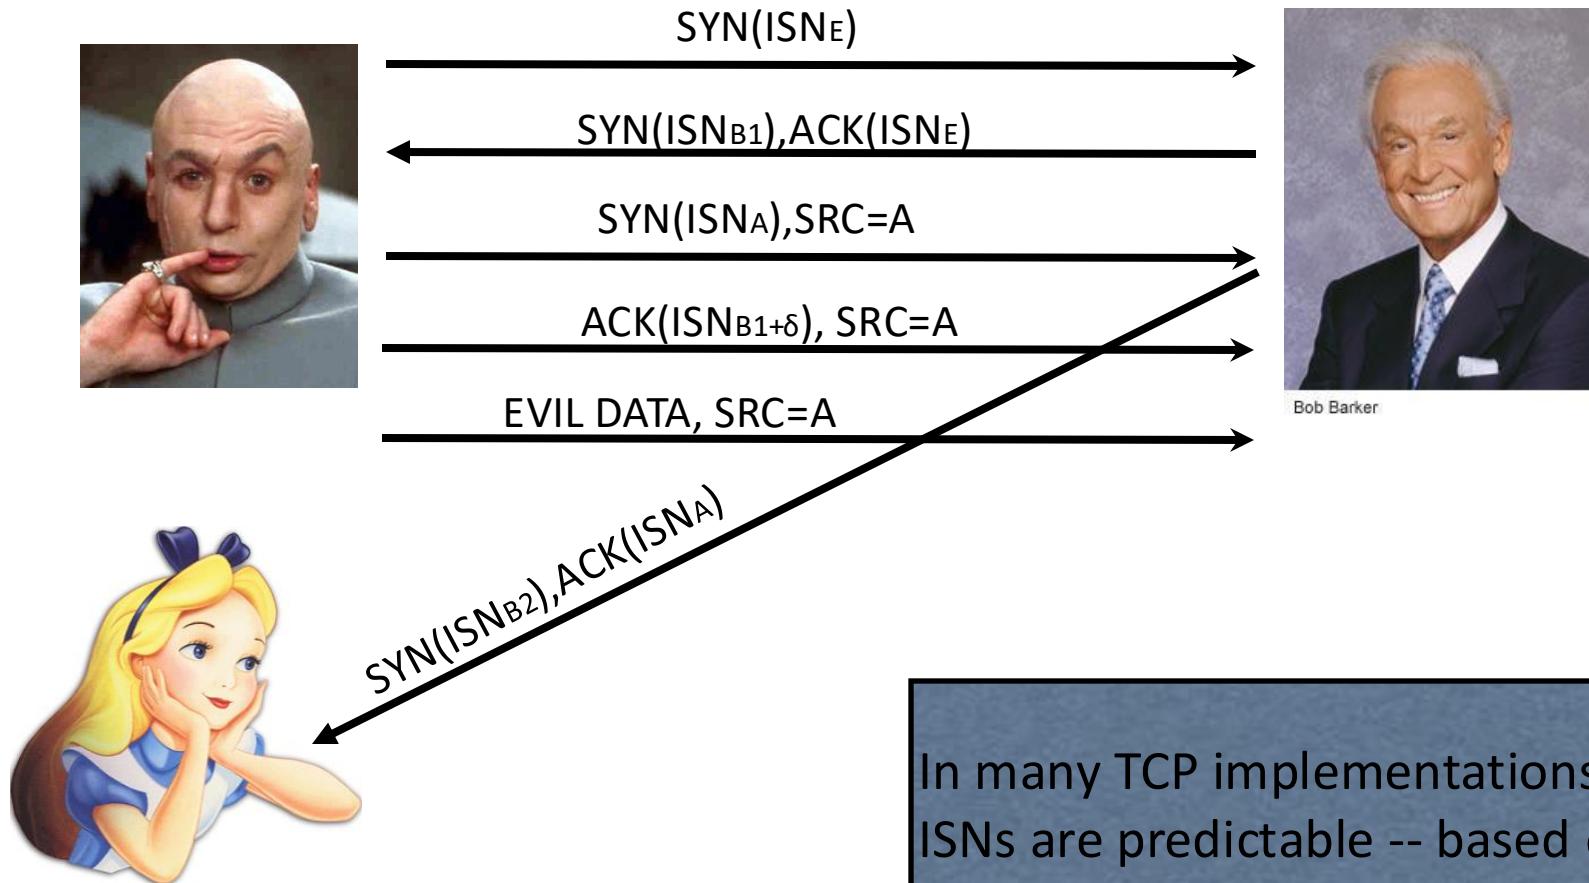 SYN(ISNE)
SYN(ISNB1),ACK(ISNE)
SYN(ISNA),SRC=A
ACK(ISNB1+δ), SRC=A
EVIL DATA, SRC=A
Bob Barker
SYN(ISNB2),ACK(ISNA)
In many TCP implementations
ISNs are predictable -- based